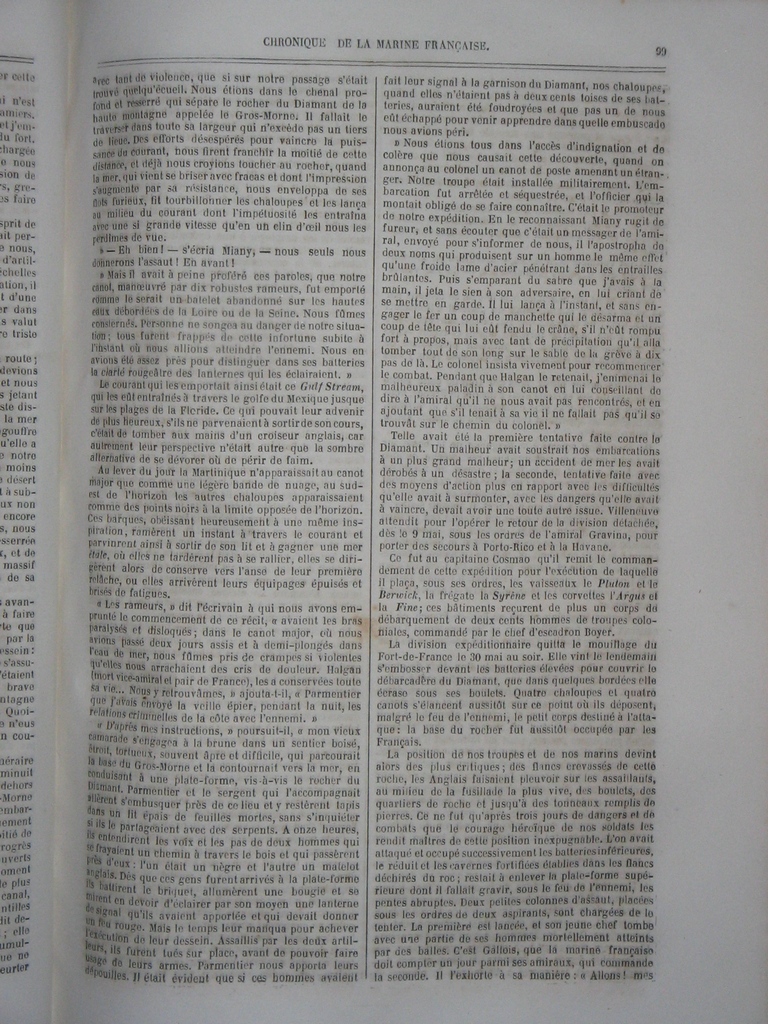 CHRONIQUE DE LA MARINE FRANÇAISE.
99
avec tant de violence, que si sur notre passage s'était
trouvé quelqu'écueil. Nous étions dans le chenal pro-
fond et resserré qui sépare le rocher du Diamant de la
haute montagne appelée le Gros-Morne. Il fallait le
traverser dans toute sa largeur qui n'excède pas un tiers
de lieue. Des efforts désespérés pour vaincre la puis-
sance du courant, nous firent franchir la moitié de cette
distance, et déjà nous croyions toucher au rocher, quand
la mer, qui vient se briser avec fracas et dont l'impression
s'augmente par sa résistance, nous enveloppa de ses
flots furieux, fit tourbillonner les chaloupes et les lança
au milieu du courant dont l'impétuosité les entraîna
avec une si grande vitesse qu'en un clin d'œil nous les
perdîmes de vue.
» — Eh bien! — s'écria Miany, — nous seuls nous
donnerons l'assaut! En avant!
» Mais il avait à peine proféré ces paroles, que notre
canot, manœuvré par dix robustes rameurs, fut emporté
comme le serait un batelet abandonné sur les hautes
eaux débordées de la Loire ou de la Seine. Nous fûmes
consternés. Personne ne songea au danger de notre situa-
tion; tous furent frappés de cette infortune subite à
l'instant où nous allions atteindre l'ennemi. Nous en
avions été assez près pour distinguer dans ses batteries
la clarté rougeâtre des lanternes qui les éclairaient. »
Le courant qui les emportait ainsi était ce Gulf Stream,
qui les eût entraînés à travers le golfe du Mexique jusque
sur les plages de la Floride. Ce qui pouvait leur advenir
de plus heureux, s'ils ne parvenaient à sortir de son cours,
c'était de tomber aux mains d'un croiseur anglais, car
autrement leur perspective n'était autre que la sombre
alternative de se dévorer où de périr de faim.
Au lever du jour la Martinique n'apparaissait au canot
major que comme une légère bande de nuage, au sud-
est de l'horizon les autres chaloupes apparaissaient
comme des points noirs à la limite opposée de l'horizon.
Ces barques, obéissant heureusement à une même ins-
piration, ramèrent un instant à travers le courant et
parvinrent ainsi à sortir de son lit et à gagner une mer
étale, où elles ne tardèrent pas à se rallier, elles se diri-
gèrent alors de conserve vers l'anse de leur première
relâche, ou elles arrivèrent leurs équipages épuisés et
brisés de fatigues.
« Les rameurs, » dit l'écrivain à qui nous avons em-
prunté le commencement de ce récit, « avaient les bras
paralysés et disloqués; dans le canot major, où nous
avions passé deux jours assis et à demi-plongés dans
l'eau de mer, nous fûmes pris de crampes si violentes
qu'elles nous arrachaient des cris de douleur. Halgan
(mort vice-amiral et pair de France), les a conservées toute
sa vie... Nous y retrouvâmes, » ajouta-t-il, « Parmentier
que j'avais envoyé la veille épier, pendant la nuit, les
relations criminelles de la côte avec l'ennemi. »
« D'après mes instructions, » poursuit-il, « mon vieux
camarade s'engagea à la brune dans un sentier boisé,
étroit, tortueux, souvent âpre et difficile, qui parcourait
la base du Gros-Morne et la contournait vers la mer, en
conduisant à une plate-forme, vis-à-vis le rocher du
Diamant. Parmentier et le sergent qui l'accompagnait
allèrent s'embusquer près de ce lieu et y restèrent tapis
dans un lit épais de feuilles mortes, sans s'inquiéter
si ils le partageaient avec des serpents. A onze heures,
ils entendirent les voix et les pas de deux hommes qui
se frayaient un chemin à travers le bois et qui passèrent
près d'eux : l'un était un nègre et l'autre un matelot
anglais. Dès que ces gens furent arrivés à la plate-forme
ils battirent le briquet, allumèrent une bougie et se
mirent en devoir d'éclairer par son moyen une lanterne
de signal qu'ils avaient apportée et qui devait donner
un feu rouge. Mais le temps leur manqua pour achever
l'exécution de leur dessein. Assaillis par les deux artil-
leurs, ils furent tués sur place, avant de pouvoir faire
usage de leurs armes. Parmentier nous apporta leurs
dépouilles. Il était évident que si ces hommes avaient
fait leur signal à la garnison du Diamant, nos chaloupes,
quand elles n'étaient pas à deux cents toises de ses bat-
teries, auraient été foudroyées et que pas un de nous
eût échappé pour venir apprendre dans quelle embuscade
nous avions péri.
» Nous étions tous dans l'accès d'indignation et de
colère que nous causait cette découverte, quand on
annonça au colonel un canot de poste amenant un étran-
ger. Notre troupe était installée militairement. L'em-
barcation fut arrêtée et séquestrée, et l'officier qui la
montait obligé de se faire connaître. C'était le promoteur
de notre expédition. En le reconnaissant Miany rugit de
fureur, et sans écouter que c'était un messager de l'ami-
ral, envoyé pour s'informer de nous, il l'apostropha de
deux noms qui produisent sur un homme le même effet
qu'une froide lame d'acier pénétrant dans les entrailles
brûlantes. Puis s'emparant du sabre que j'avais à la
main, il jeta le sien à son adversaire, en lui criant de
se mettre en garde. Il lui lança à l'instant, et sans en-
gager le fer un coup de manchette qui le désarma et un
coup de tête qui lui eût fendu le crâne, s'il n'eût rompu
fort à propos, mais avec tant de précipitation qu'il alla
tomber tout de son long sur le sable de la grève à dix
pas de là. Le colonel insista vivement pour recommencer
le combat. Pendant que Halgan le retenait, j'emmenai le
malheureux paladin à son canot en lui conseillant de
dire à l'amiral qu'il ne nous avait pas rencontrés, et en
ajoutant que s'il tenait à sa vie il ne fallait pas qu'il se
trouvât sur le chemin du colonel. »
Telle avait été la première tentative faite contre le
Diamant. Un malheur avait soustrait nos embarcations
à un plus grand malheur; un accident de mer les avait
dérobés à un désastre; la seconde, tentative faite avec
des moyens d'action plus en rapport avec les difficultés
qu'elle avait à surmonter, avec les dangers qu'elle avait
à vaincre, devait avoir une toute autre issue. Villeneuve
attendit pour l'opérer le retour de la division détachée,
dès le 9 mai, sous les ordres de l'amiral Gravina, pour
porter des secours à Porto-Rico et à la Havane.
Ce fut au capitaine Cosmao qu'il remit le comman-
dement de cette expédition pour l'exécution de laquelle
il plaça, sous ses ordres, les vaisseaux le Pluton et le
Berwick, la frégate la Syrène et les corvettes l'Argus et
la Fine; ces bâtiments reçurent de plus un corps de
débarquement de deux cents hommes de troupes colo-
niales, commandé par le chef d'escadron Boyer.
La division expéditionnaire quitta le mouillage du
Fort-de-France le 30 mai au soir. Elle vint le lendemain
s'embosser devant les batteries élevées pour couvrir le
débarcadère du Diamant, que dans quelques bordées elle
écrasa sous ses boulets. Quatre chaloupes et quatre
canots s'élancent aussitôt sur ce point où ils déposent,
malgré le feu de l'ennemi, le petit corps destiné à l'atta-
que : la base du rocher fut aussitôt occupée par les
Français.
La position de nos troupes et de nos marins devint
alors des plus critiques; des flancs crevassés de cette
roche, les Anglais faisaient pleuvoir sur les assaillants,
au milieu de la fusillade la plus vive, des boulets, des
quartiers de roche et jusqu'à des tonneaux remplis de
pierres. Ce ne fut qu'après trois jours de dangers et de
combats que le courage héroïque de nos soldats les
rendit maîtres de cette position inexpugnable. L'on avait
attaqué et occupé successivement les batteries inférieures,
le réduit et les cavernes fortifiées établies dans les flancs
déchirés du roc; restait à enlever la plate-forme supé-
rieure dont il fallait gravir, sous le feu de l'ennemi, les
pentes abruptes. Deux petites colonnes d'assaut, placées
sous les ordres de deux aspirants, sont chargées de le
tenter. La première est lancée, et son jeune chef tombe
avec une partie de ses hommes mortellement atteints
par des balles. C'est Gallois, que la marine française
doit compter un jour parmi ses amiraux, qui commande
la seconde. Il l'exhorte à sa manière : « Allons! mes